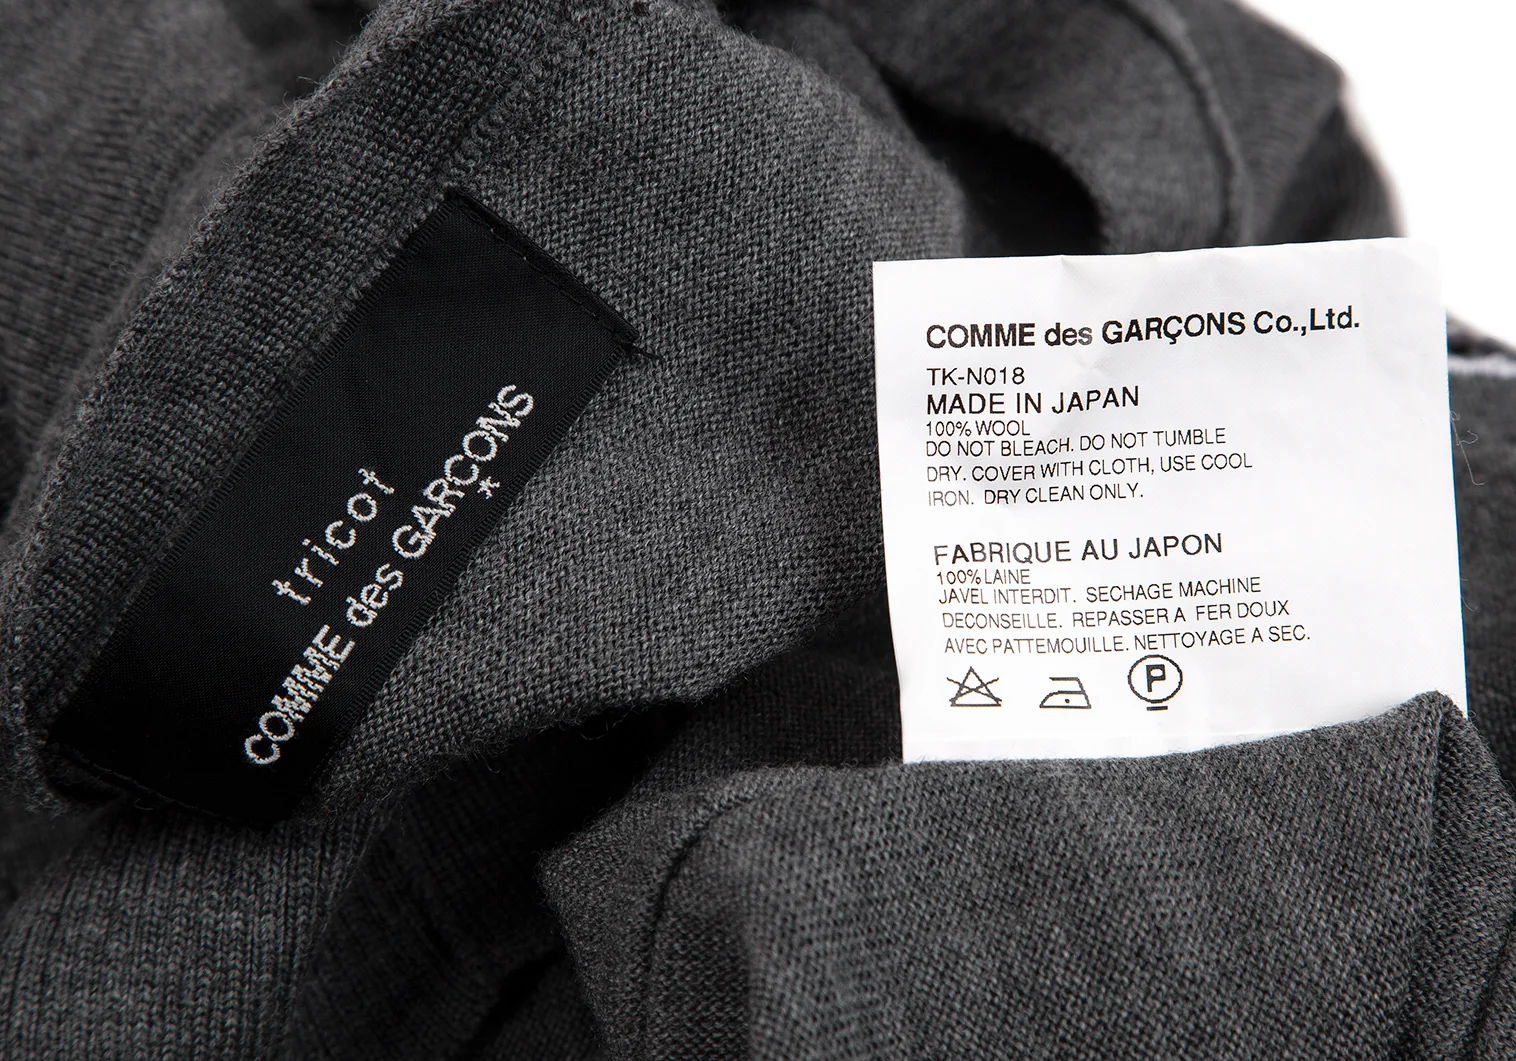 tricot
COMME des GARÇONS
*
COMME des GARÇONS Co.,Ltd.
TK-N018
MADE IN JAPAN
100% WOOL
DO NOT BLEACH. DO NOT TUMBLE
DRY. COVER WITH CLOTH, USE COOL
IRON. DRY CLEAN ONLY.
FABRIQUE AU JAPON
100% LAINE
JAVEL INTERDIT. SECHAGE MACHINE
DECONSEILLE. REPASSER A FER DOUX
AVEC PATTEMOUILLE. NETTOYAGE A SEC.
P